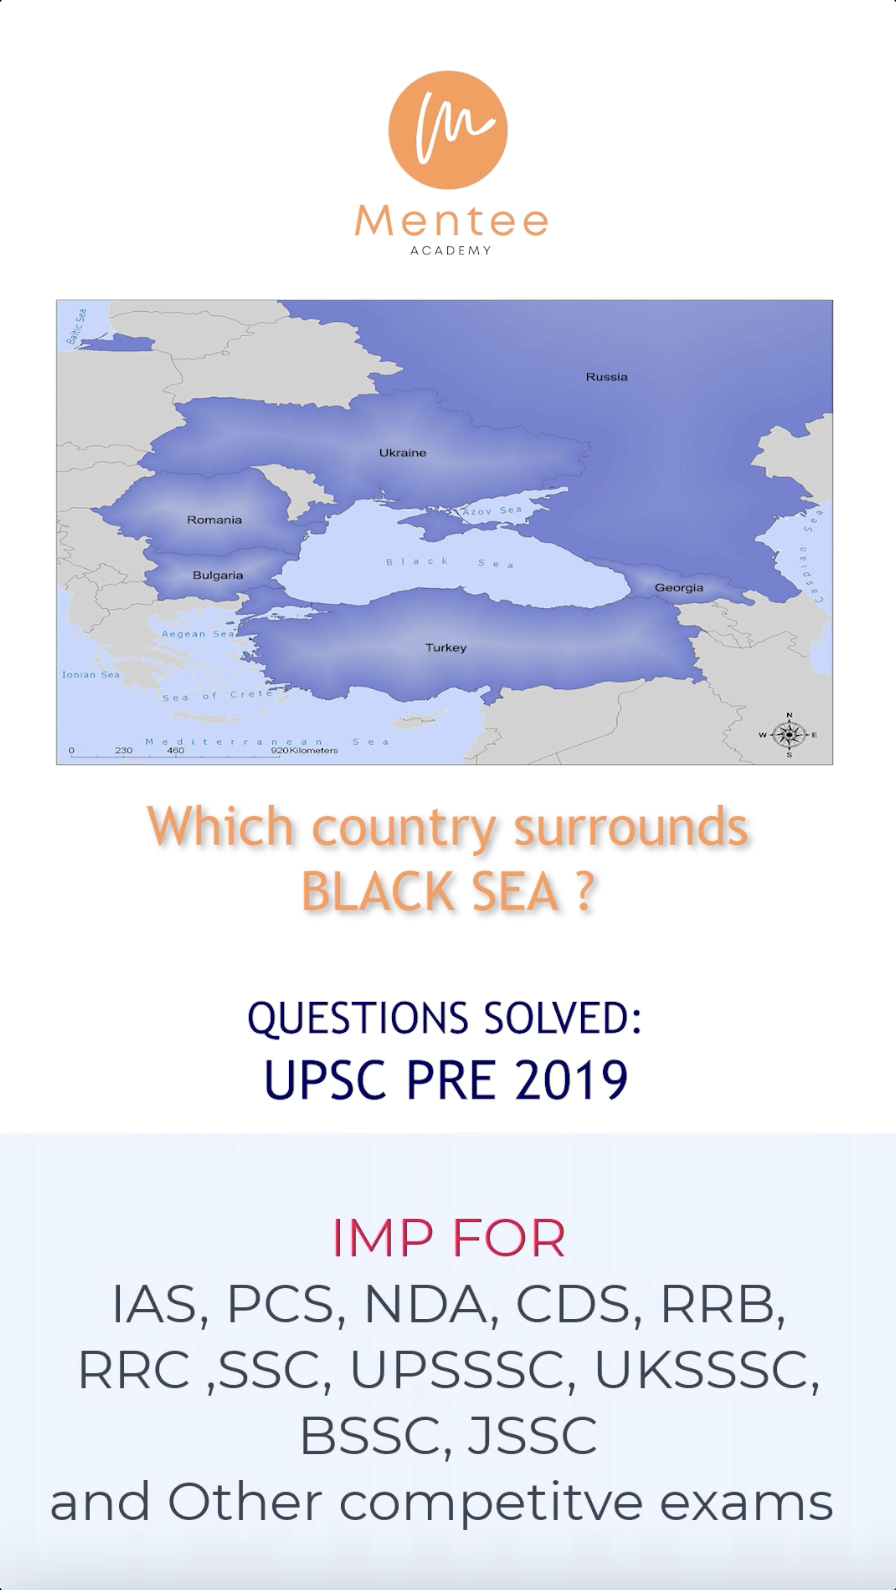 Mentee
ACADEMY
Baltic Sea
Russia
Ukraine
Azov Sea
Romania
Black Sea
Bulgaria
Georgia
Caspian Sea
Aegean Sea
Turkey
Ionian Sea
Sea of Crete
Mediterranean Sea
N
W E
S
0 230 460 920 Kilometers
Which country surrounds
BLACK SEA ?
QUESTIONS SOLVED:
UPSC PRE 2019
IMP FOR
IAS, PCS, NDA, CDS, RRB,
RRC ,SSC, UPSSSC, UKSSSC,
BSSC, JSSC
and Other competitve exams